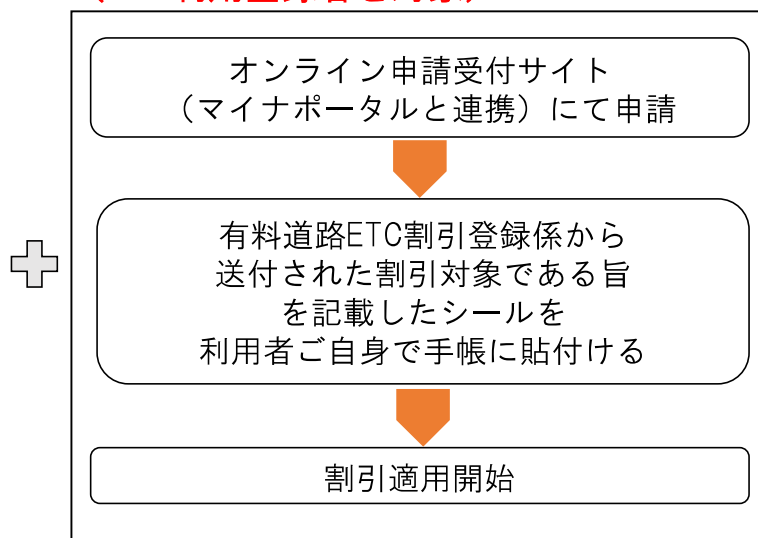 オンライン申請受付サイト
（マイナポータルと連携）にて申請
有料道路ETC割引登録係から
送付された割引対象である旨
を記載したシールを
利用者ご自身で手帳に貼付ける
割引適用開始